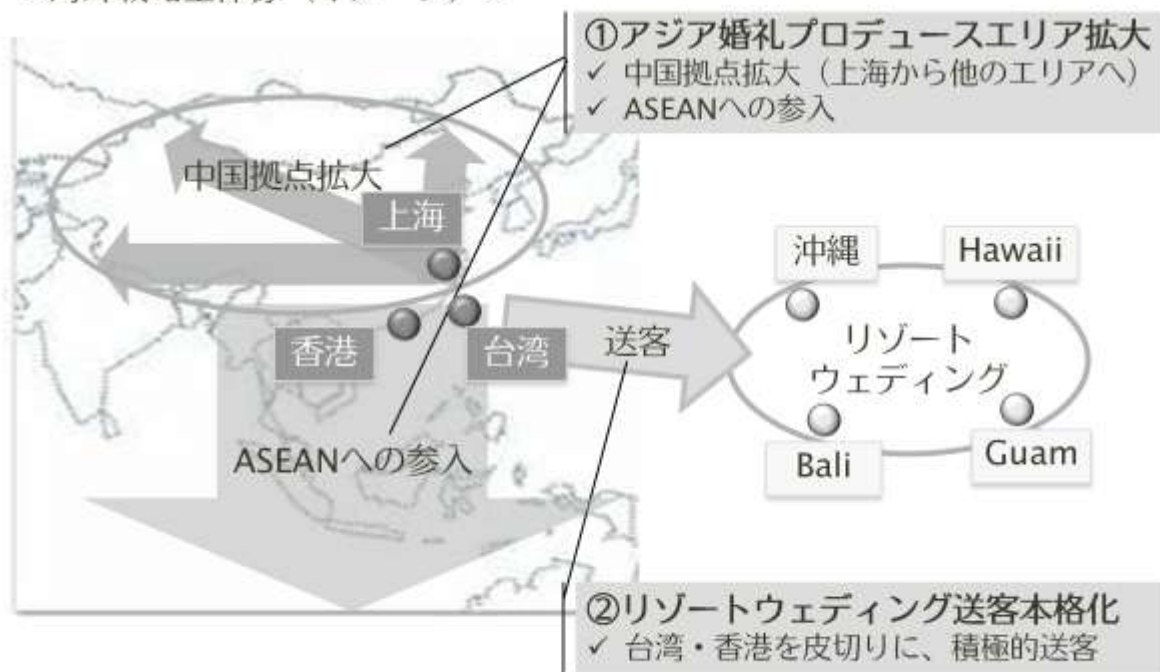 ①アジア婚礼プロデュースエリア拡大
✓ 中国拠点拡大（上海から他のエリアへ）
✓ ASEANへの参入
中国拠点拡大
上海
香港
台湾
送客
ASEANへの参入
沖縄
Hawaii
リゾート
ウェディング
Bali
Guam
②リゾートウェディング送客本格化
✓ 台湾・香港を皮切りに、積極的送客